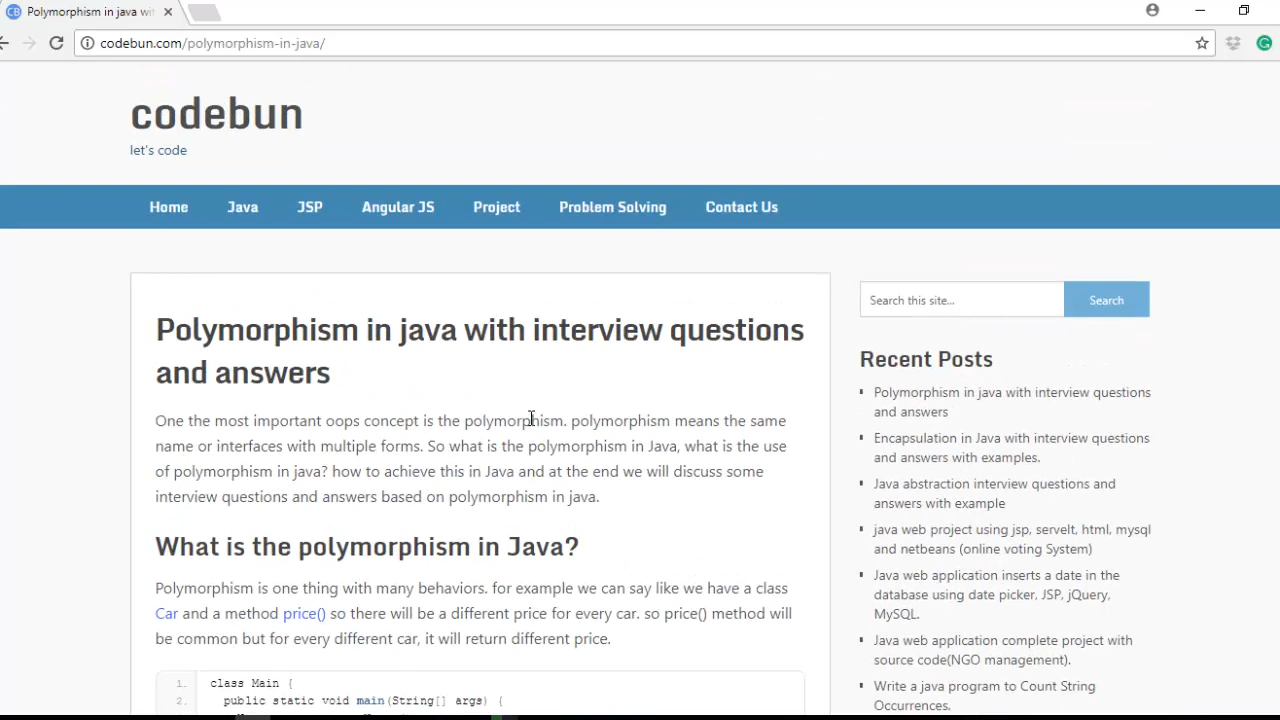 CB Polymorphism in java wit
codebun.com/polymorphism-in-java/
codebun
let's code
Home Java JSP Angular JS Project Problem Solving Contact Us
Polymorphism in java with interview questions
and answers
One the most important oops concept is the polymorphism. polymorphism means the same
name or interfaces with multiple forms. So what is the polymorphism in Java, what is the use
of polymorphism in java? how to achieve this in Java and at the end we will discuss some
interview questions and answers based on polymorphism in java.
What is the polymorphism in Java?
Polymorphism is one thing with many behaviors. for example we can say like we have a class
Car and a method price() so there will be a different price for every car. so price() method will
be common but for every different car, it will return different price.
1. class Main {
2. public static void main(String[] args) {
Search this site... Search
Recent Posts
Polymorphism in java with interview questions
and answers
Encapsulation in Java with interview questions
and answers with examples.
Java abstraction interview questions and
answers with example
java web project using jsp, servelt, html, mysql
and netbeans (online voting System)
Java web application inserts a date in the
database using date picker, JSP, jQuery,
MySQL.
Java web application complete project with
source code(NGO management).
Write a java program to Count String
Occurrences.